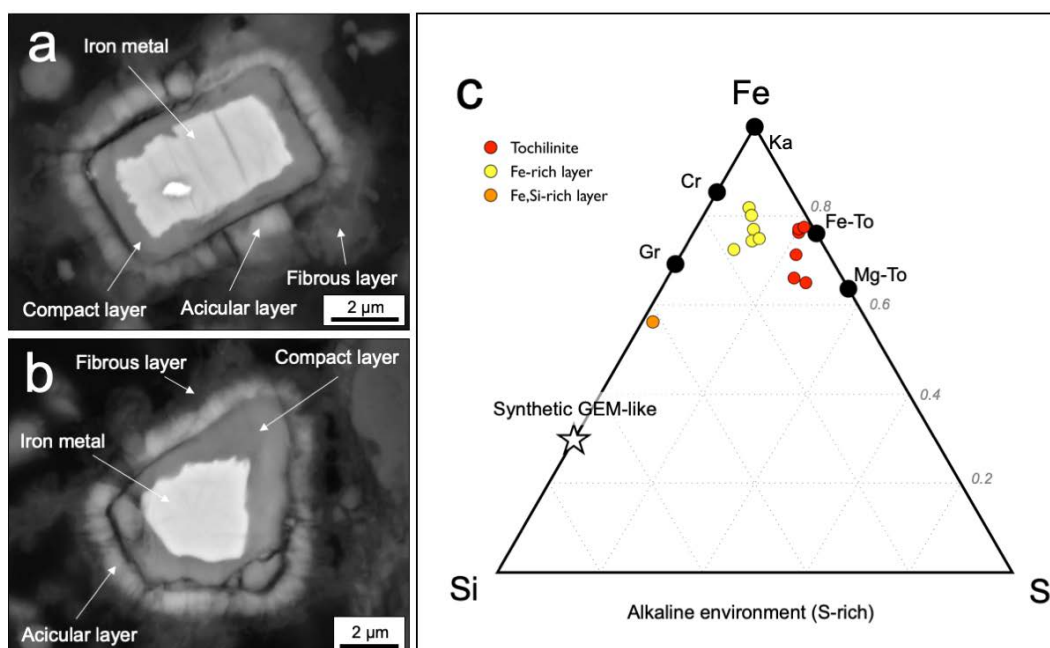 a
Iron metal
Compact layer
Acicular layer
Fibrous layer
2 µm
b
Fibrous layer
Compact layer
Iron metal
Acicular layer
2 µm
c
Fe
Tochilinite
Fe-rich layer
Fe,Si-rich layer
Ka
Cr
0.8
Fe-To
Gr
Mg-To
0.6
Synthetic GEM-like
0.4
0.2
Si
S
Alkaline environment (S-rich)